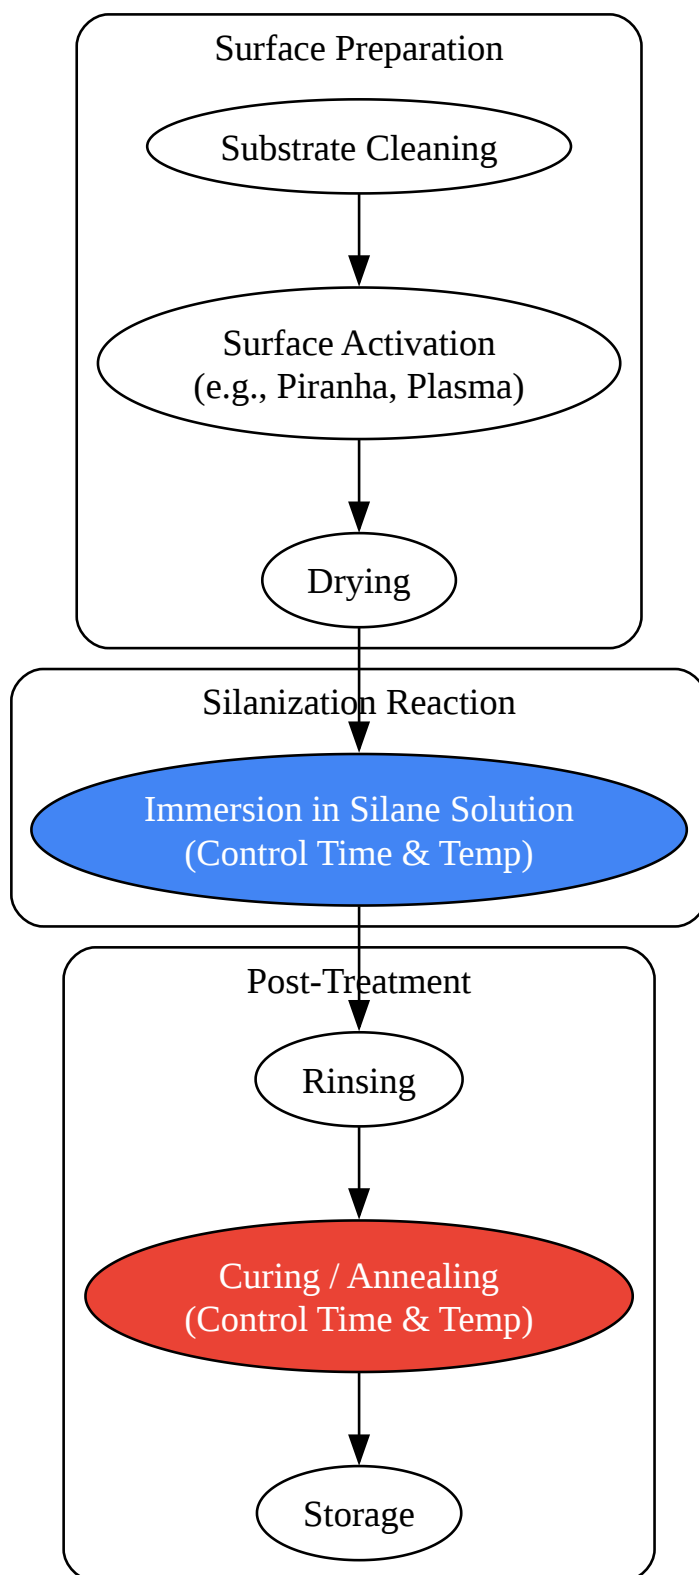 Surface Preparation
Substrate Cleaning
Surface Activation
(e.g., Piranha, Plasma)
Drying
Silanization Reaction
Immersion in Silane Solution
(Control Time & Temp)
Post-Treatment
Rinsing
Curing / Annealing
(Control Time & Temp)
Storage